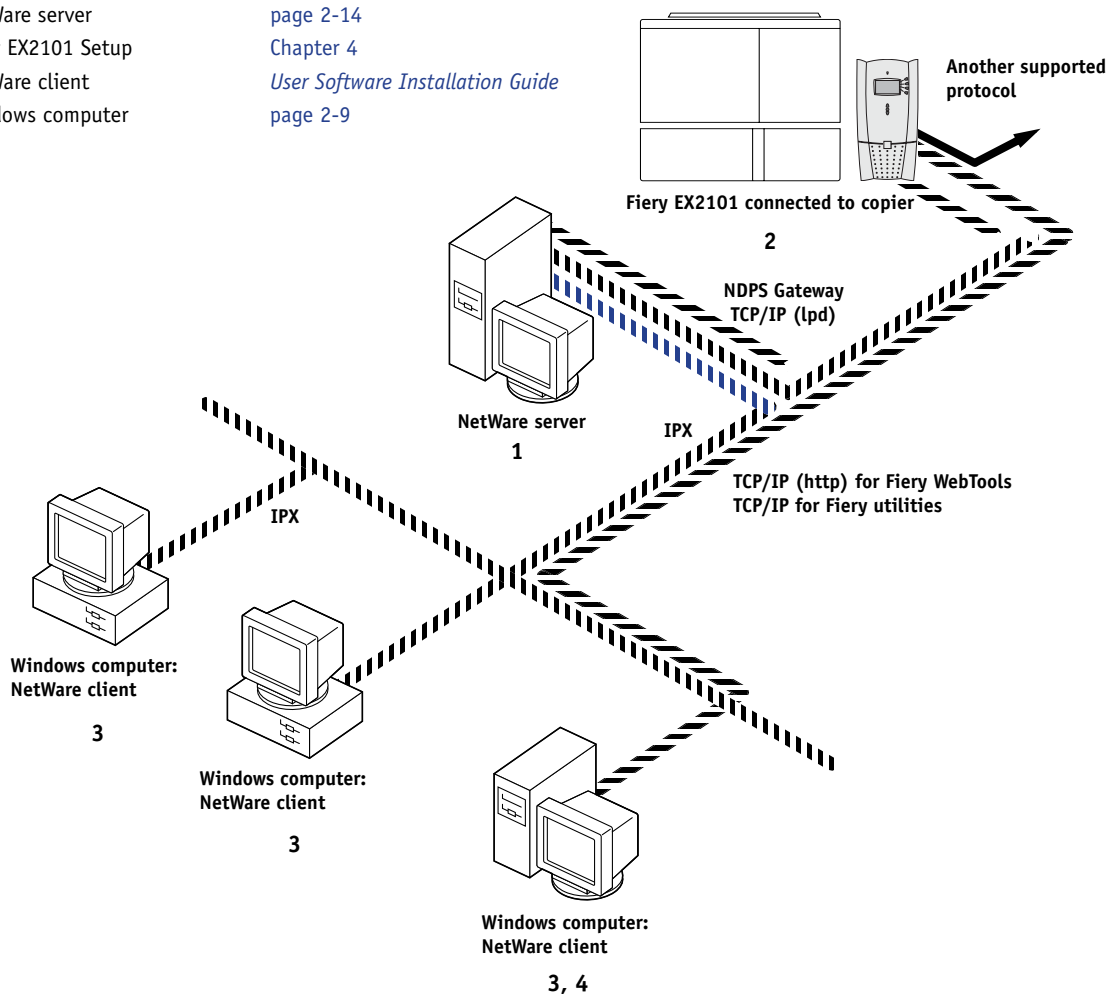 server page 2-14
EX2101 Setup Chapter 4
client User Software Installation Guide
computer page 2-9
Another supported
protocol
Fiery EX2101 connected to copier
2
NDPS Gateway
TCP/IP (lpd)
NetWare server
1
IPX
TCP/IP (http) for Fiery WebTools
TCP/IP for Fiery utilities
IPX
Windows computer:
NetWare client
3
Windows computer:
NetWare client
3
Windows computer:
NetWare client
3, 4